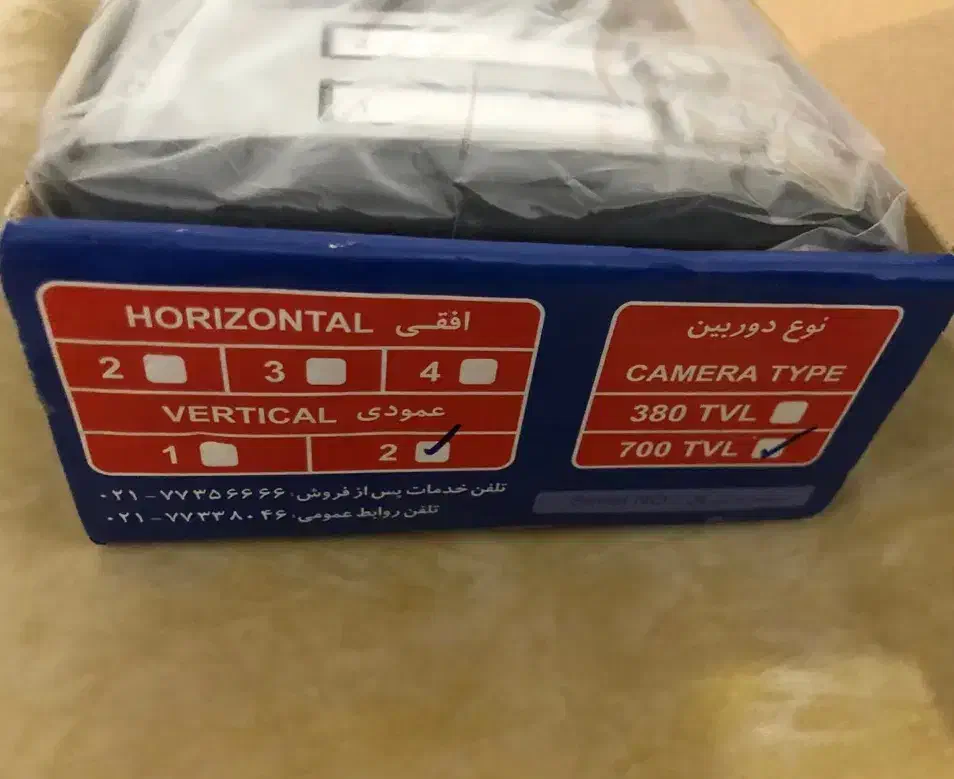 HORIZONTAL افقی
2 3 4
VERTICAL عمودی
1 2
تلفن خدمات پس از فروش: ۰۲۱-۷۷۳۵۶۶۶۶
تلفن روابط عمومی: ۰۲۱-۷۷۳۳۸۰۴۶
نوع دوربین
CAMERA TYPE
380 TVL
700 TVL